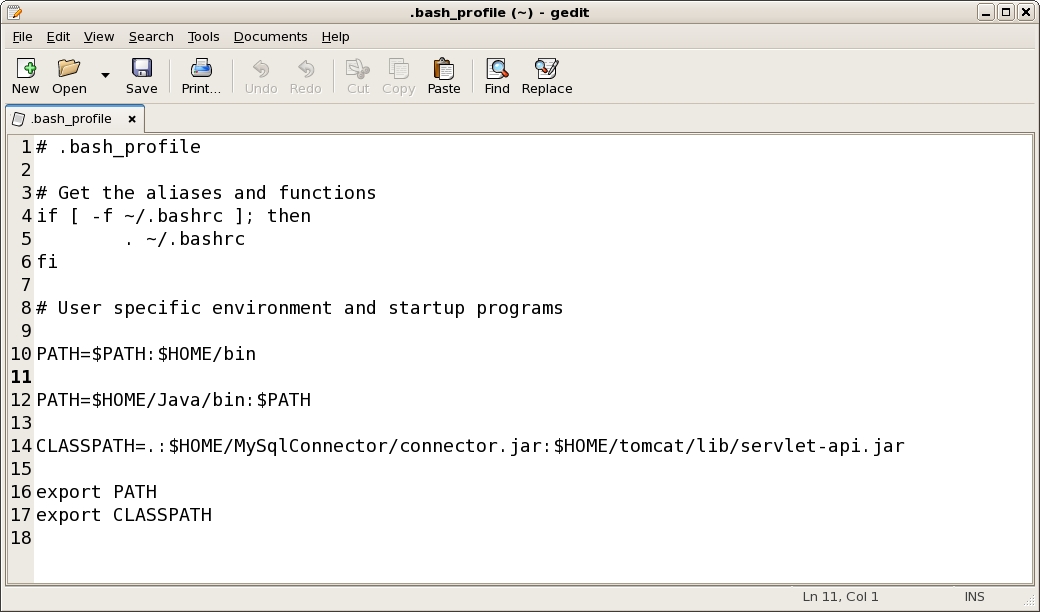 .bash_profile (~) - gedit
File Edit View Search Tools Documents Help
New Open Save Print... Undo Redo Cut Copy Paste Find Replace
.bash_profile
1 # .bash_profile
2
3 # Get the aliases and functions
4 if [ -f ~/.bashrc ]; then
5         . ~/.bashrc
6 fi
7
8 # User specific environment and startup programs
9
10 PATH=$PATH:$HOME/bin
11
12 PATH=$HOME/Java/bin:$PATH
13
14 CLASSPATH=.:$HOME/MySqlConnector/connector.jar:$HOME/tomcat/lib/servlet-api.jar
15
16 export PATH
17 export CLASSPATH
18
Ln 11, Col 1 INS